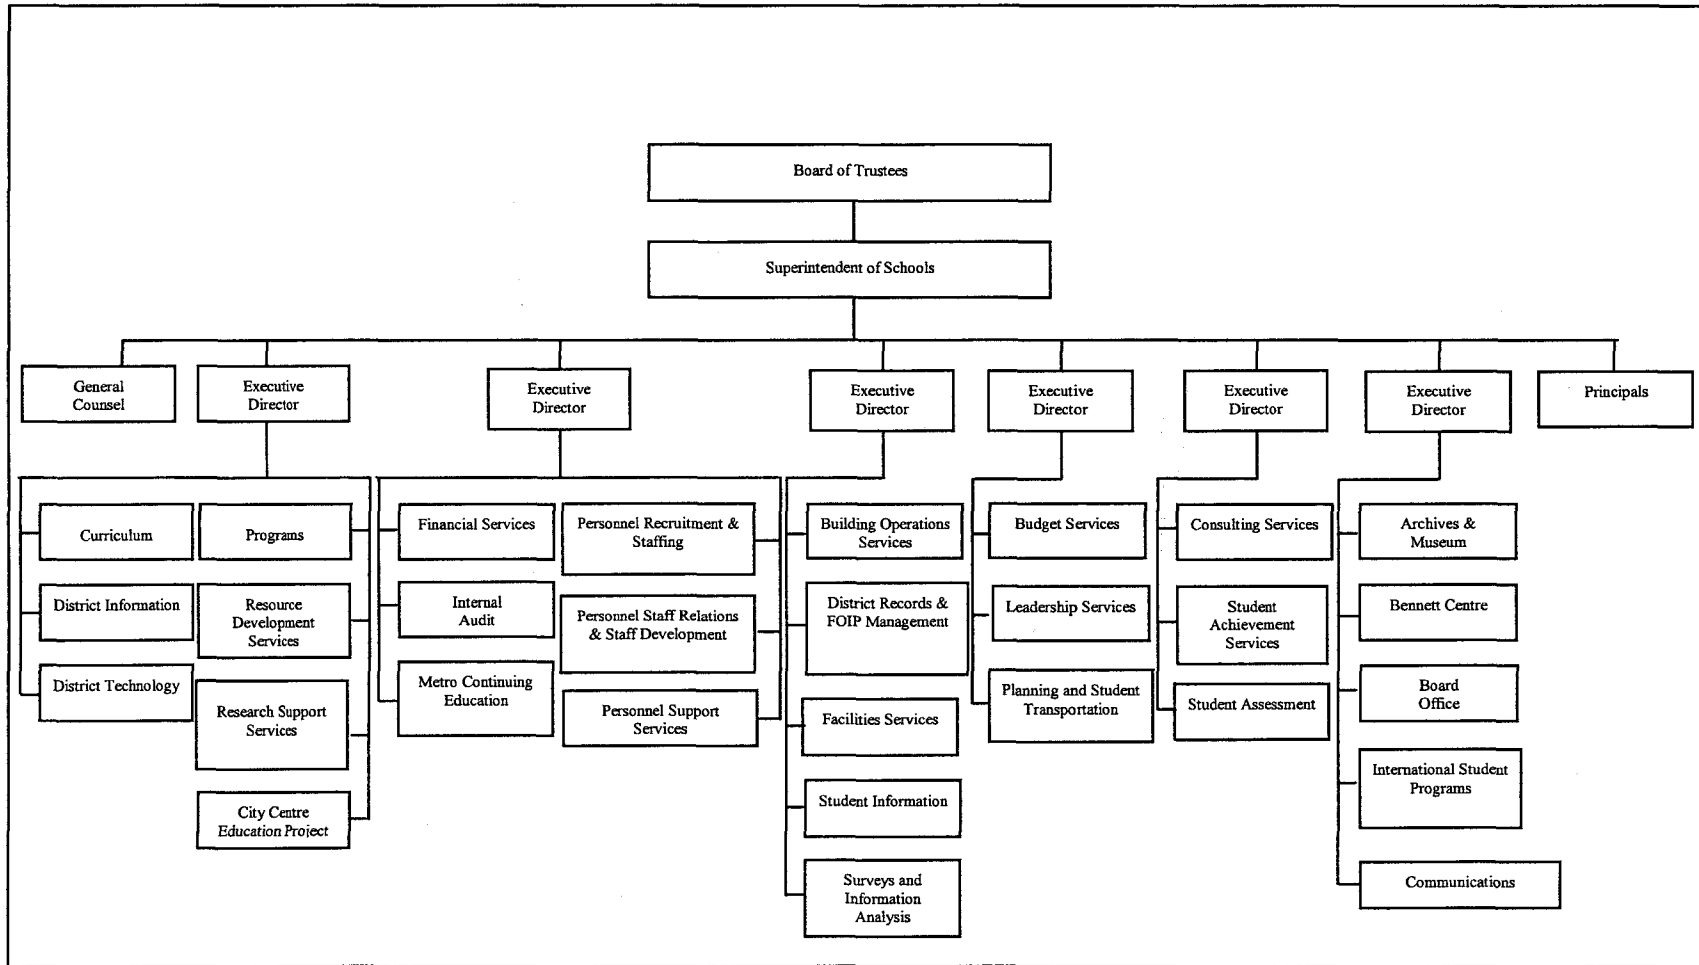 Board of Trustees
Superintendent of Schools
General
Counsel
Executive
Director
Executive
Director
Executive
Director
Executive
Director
Executive
Director
Executive
Director
Principals
Curriculum
District Information
District Technology
Programs
Resource
Development
Services
Research Support
Services
City Centre
Education Project
Financial Services
Internal
Audit
Metro Continuing
Education
Personnel Recruitment &
Staffing
Personnel Staff Relations
& Staff Development
Personnel Support
Services
Building Operations
Services
District Records &
FOIP Management
Facilities Services
Student Information
Surveys and
Information
Analysis
Budget Services
Leadership Services
Planning and Student
Transportation
Consulting Services
Student
Achievement
Services
Student Assessment
Archives &
Museum
Bennett Centre
Board
Office
International Student
Programs
Communications